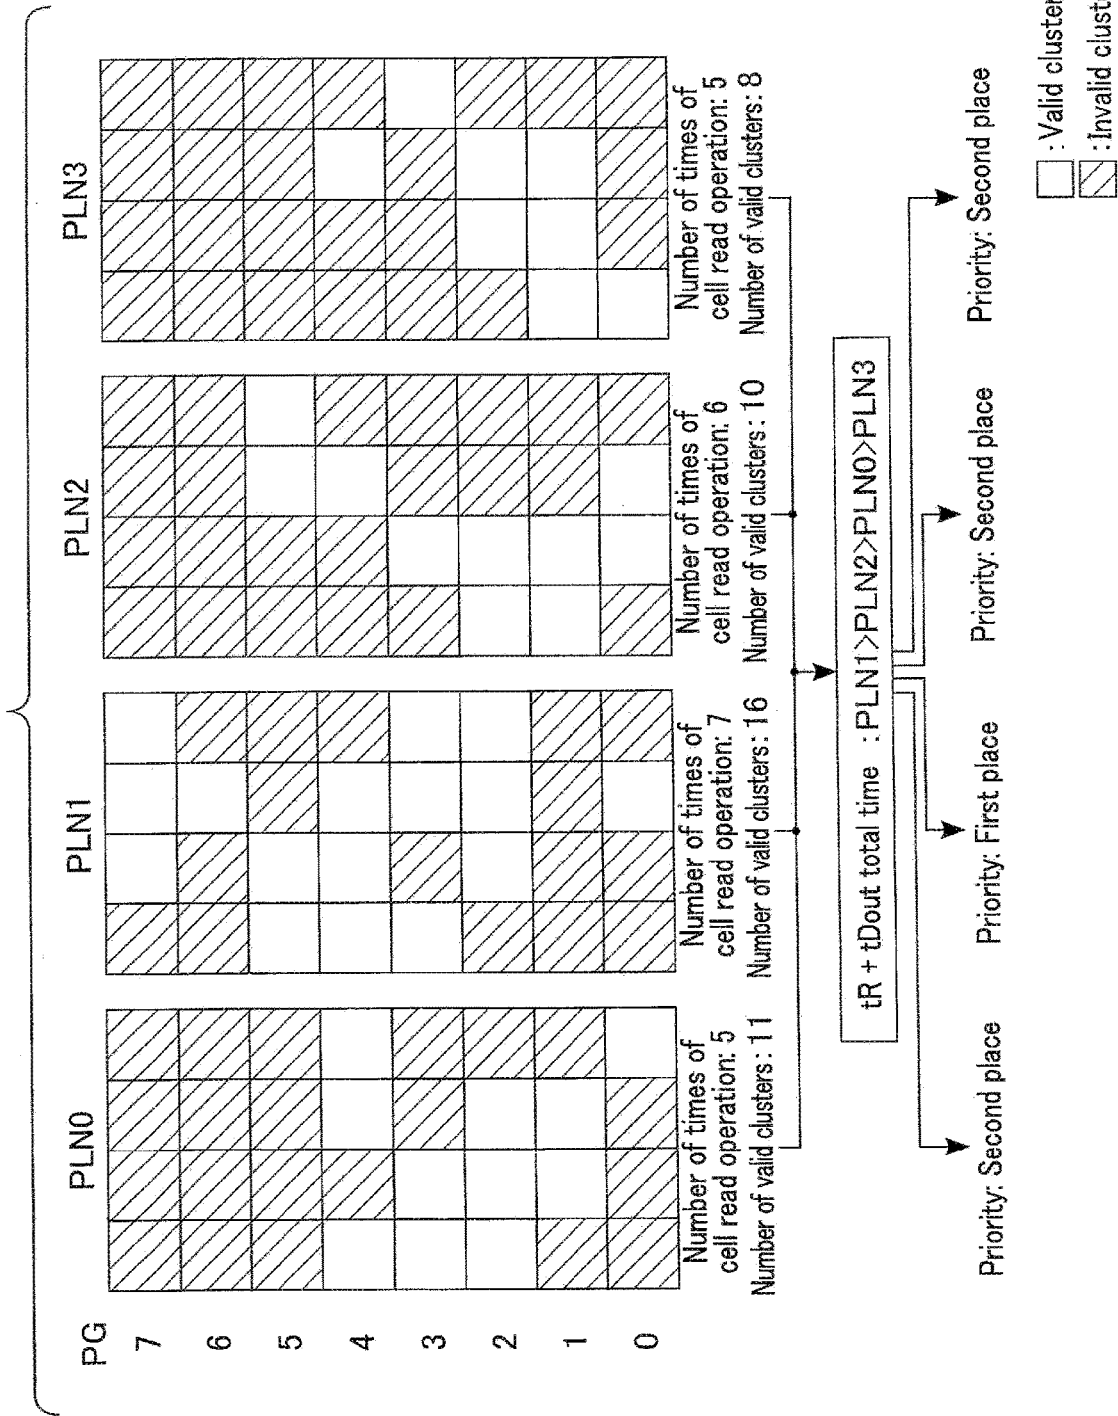 PG
7
6
5
4
3
2
1
0
PLN0
Number of times of
cell read operation: 5
Number of valid clusters: 11
PLN1
Number of times of
cell read operation: 7
Number of valid clusters: 16
PLN2
Number of times of
cell read operation: 6
Number of valid clusters: 10
PLN3
Number of times of
cell read operation: 5
Number of valid clusters: 8
tR + tDout total time : PLN1>PLN2>PLN0>PLN3
Priority: Second place
Priority: First place
Priority: Second place
Priority: Second place
: Valid cluster
: Invalid clust